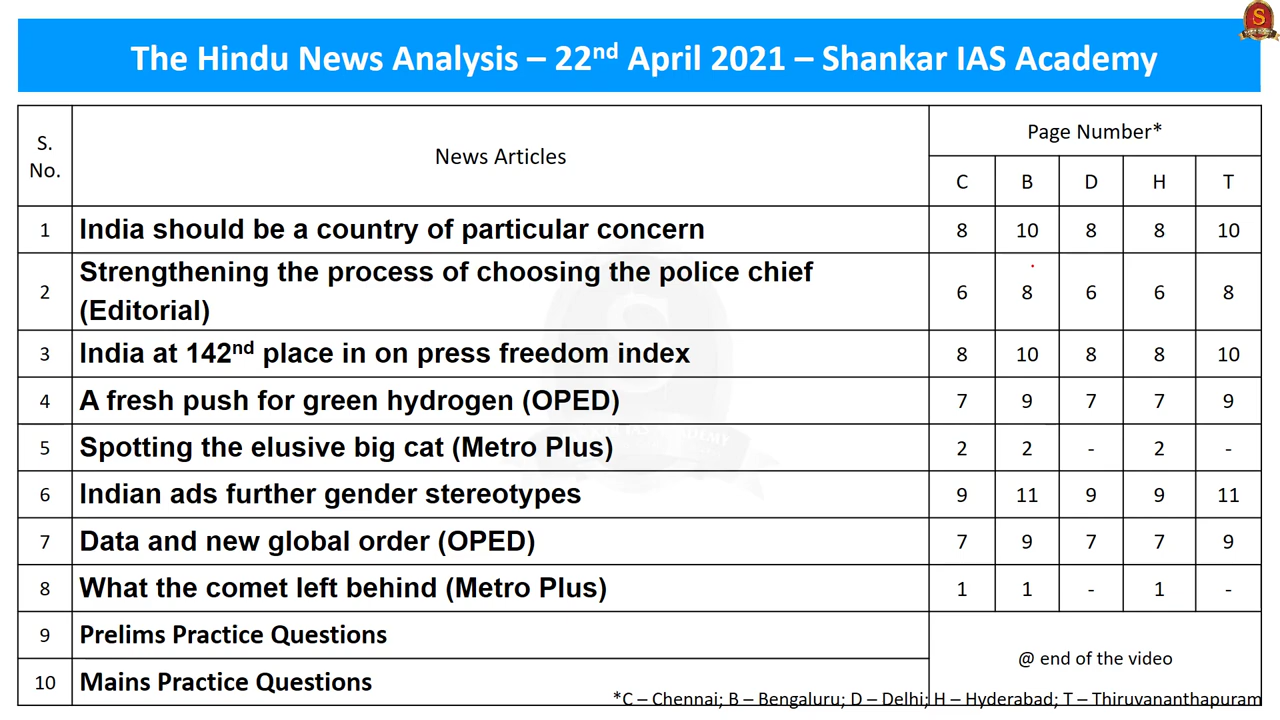 The Hindu News Analysis – 22nd April 2021 – Shankar IAS Academy
S. No.
News Articles
Page Number*
C B D H T
1 India should be a country of particular concern 8 10 8 8 10
2 Strengthening the process of choosing the police chief
(Editorial) 6 8 6 6 8
3 India at 142nd place in on press freedom index 8 10 8 8 10
4 A fresh push for green hydrogen (OPED) 7 9 7 7 9
5 Spotting the elusive big cat (Metro Plus) 2 2 - 2 -
6 Indian ads further gender stereotypes 9 11 9 9 11
7 Data and new global order (OPED) 7 9 7 7 9
8 What the comet left behind (Metro Plus) 1 1 - 1 -
9 Prelims Practice Questions
@ end of the video
10 Mains Practice Questions
*C – Chennai; B – Bengaluru; D – Delhi; H – Hyderabad; T – Thiruvananthapuram